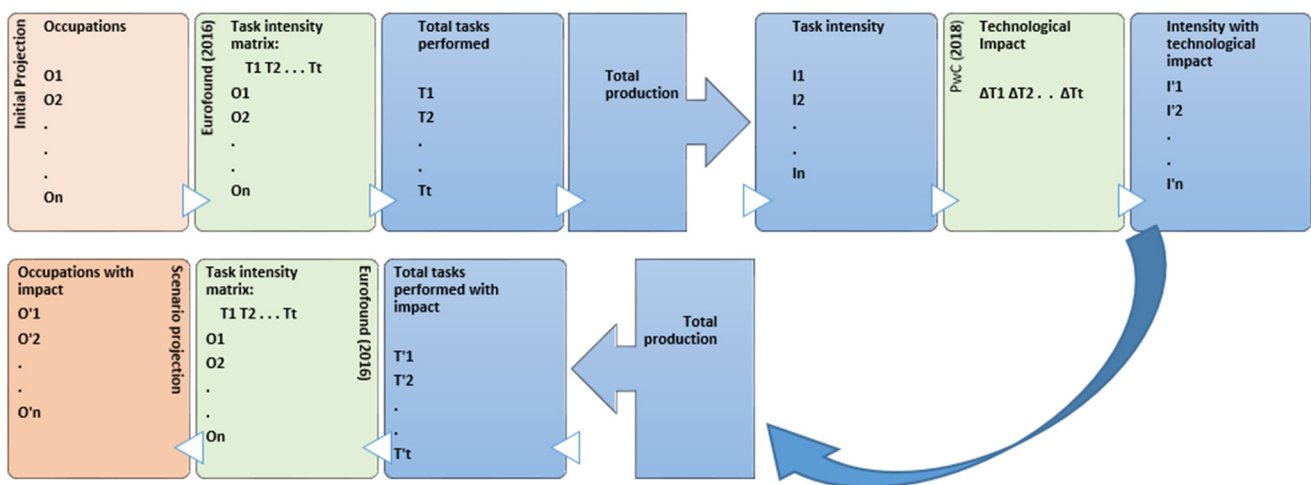 Initial Projection
Occupations
O1
O2
.
.
.
On
Eurofound (2016)
Task intensity
matrix:
T1 T2 . . . Tt
O1
O2
.
.
On
Total tasks
performed
T1
T2
.
.
Tt
Total
production
Task intensity
I1
I2
.
.
In
PwC (2018)
Technological
Impact
ΔT1 ΔT2 . . ΔTt
Intensity with
technological
impact
I'1
I'2
.
.
I'n
Occupations with
impact
O'1
O'2
.
.
O'n
Scenario projection
Task intensity
matrix:
T1 T2 . . . Tt
O1
O2
.
.
On
Eurofound (2016)
Total tasks
performed with
impact
T'1
T'2
.
.
T't
Total
production